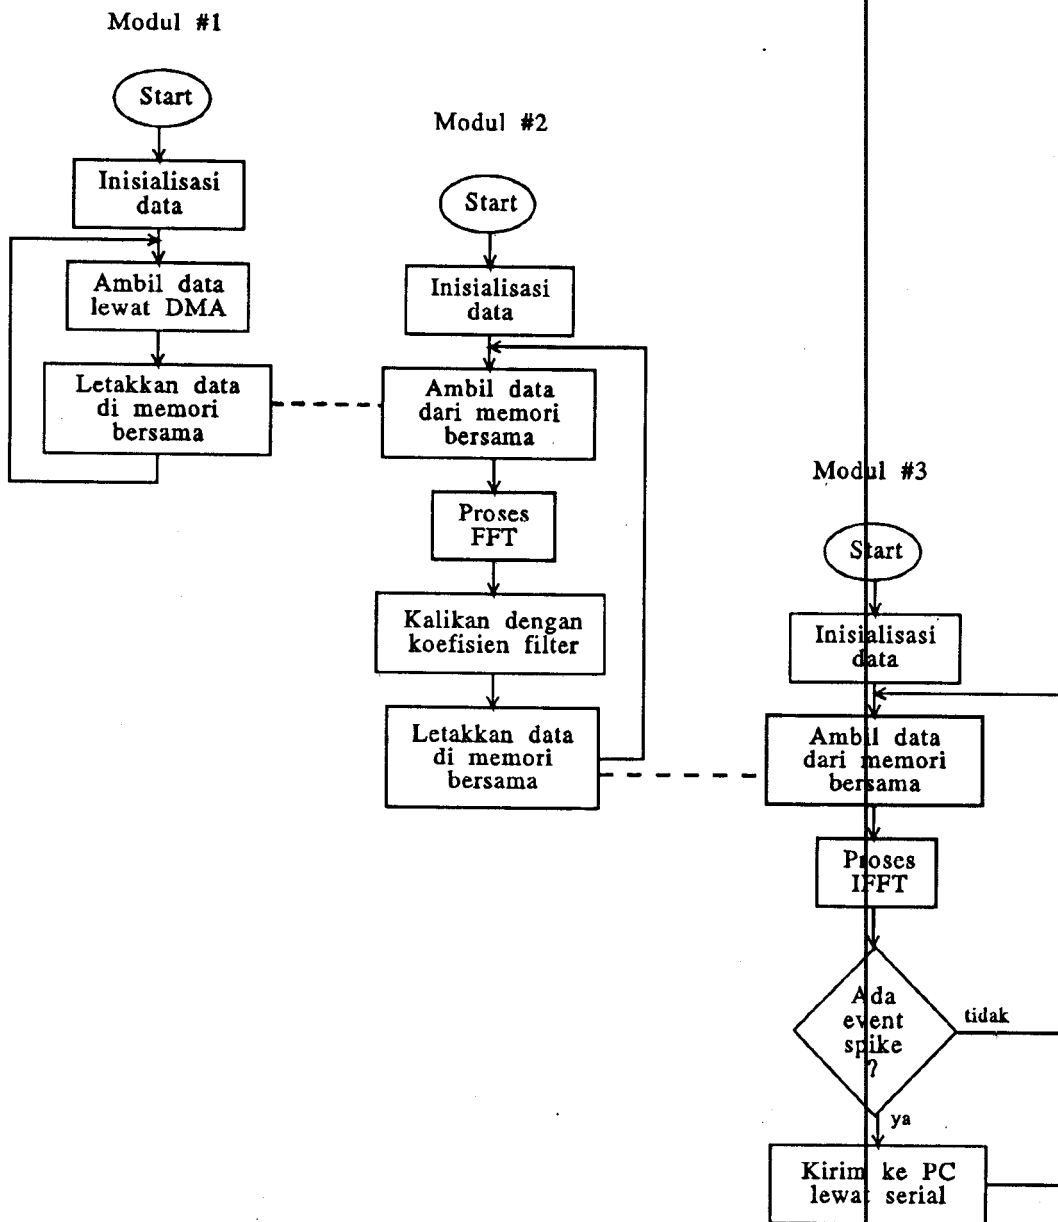 Modul #1
Start
Inisialisasi
data
Ambil data
lewat DMA
Letakkan data
di memori
bersama
Modul #2
Start
Inisialisasi
data
Ambil data
dari memori
bersama
Proses
FFT
Kalikan dengan
koefisien filter
Letakkan data
di memori
bersama
Modul #3
Start
Inisialisasi
data
Ambil data
dari memori
bersama
Proses
IFFT
Ada
event
spike
?
tidak
ya
Kirim ke PC
lewat serial